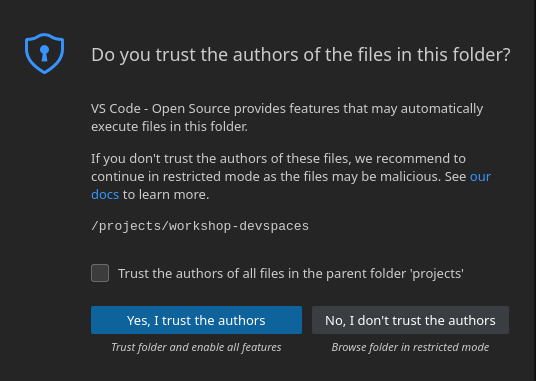 Do you trust the authors of the files in this folder?
VS Code - Open Source provides features that may automatically
execute files in this folder.
If you don't trust the authors of these files, we recommend to
continue in restricted mode as the files may be malicious. See our
docs to learn more.
/projects/workshop-devspaces
Trust the authors of all files in the parent folder 'projects'
Yes, I trust the authors
No, I don't trust the authors
Trust folder and enable all features
Browse folder in restricted mode